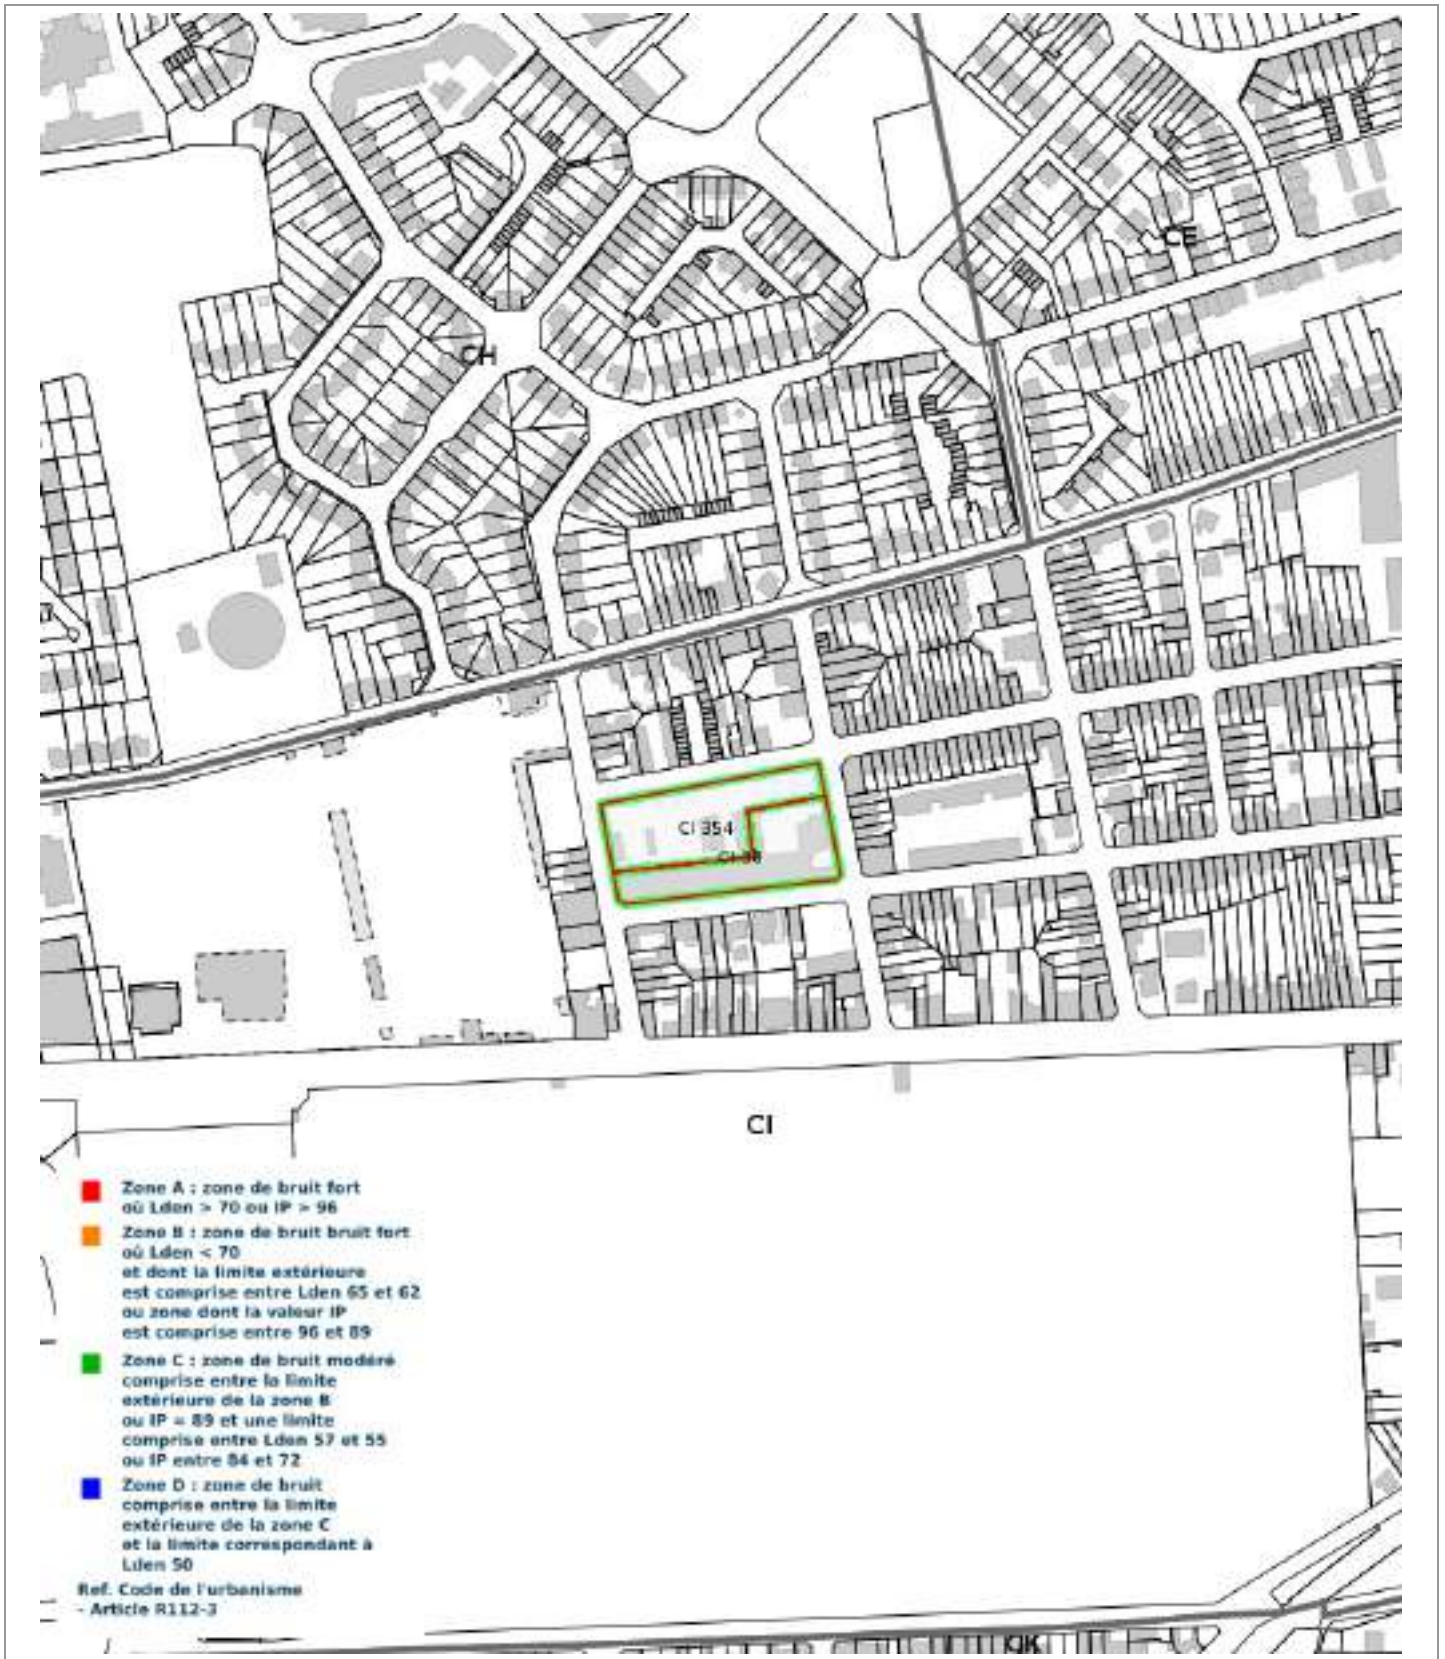 CE
CH
CI 354
CI
Zone A : zone de bruit fort
où Lden > 70 ou IP > 96
Zone B : zone de bruit bruit fort
où Lden < 70
et dont la limite extérieure
est comprise entre Lden 65 et 62
ou zone dont la valeur IP
est comprise entre 96 et 89
Zone C : zone de bruit modéré
comprise entre la limite
extérieure de la zone B
ou IP = 89 et une limite
comprise entre Lden 57 et 55
ou IP entre 84 et 72
Zone D : zone de bruit
comprise entre la limite
extérieure de la zone C
et la limite correspondant à
Lden 50
Ref. Code de l'urbanisme
- Article R112-3